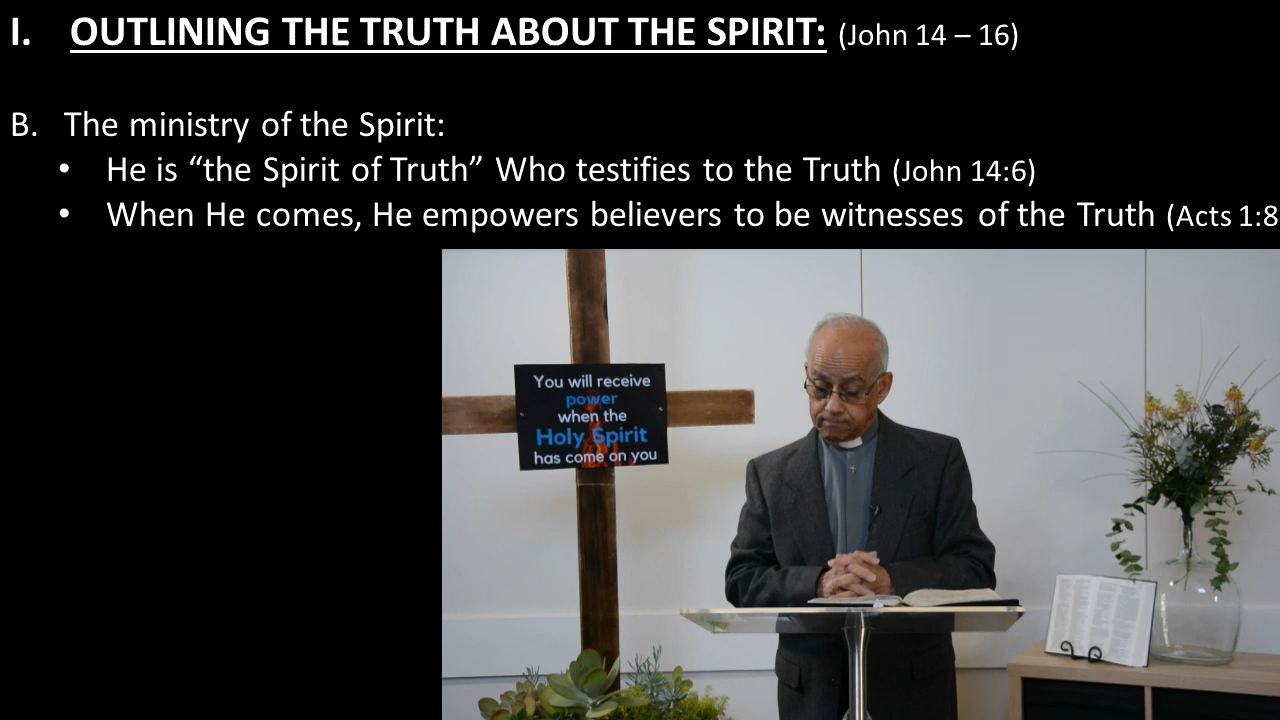 I. OUTLINING THE TRUTH ABOUT THE SPIRIT: (John 14 – 16)
B. The ministry of the Spirit:
• He is “the Spirit of Truth” Who testifies to the Truth (John 14:6)
• When He comes, He empowers believers to be witnesses of the Truth (Acts 1:8
You will receive
power
when the
Holy Spirit
has come on you